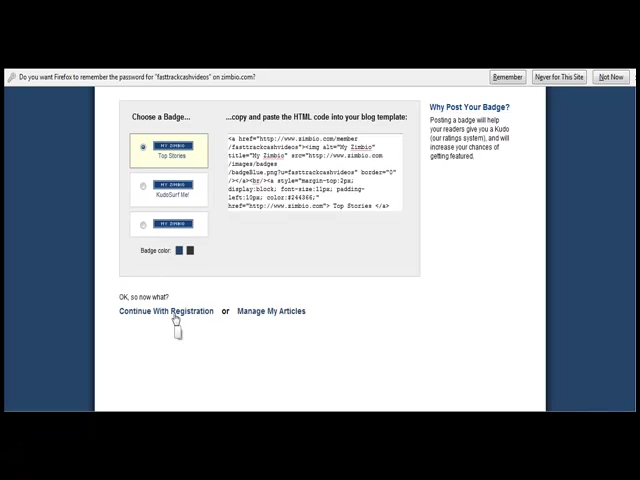 Do you want Firefox to remember the password for "fasttrackcashvideos" on zimbio.com?
Remember
Never for This Site
Not Now
Choose a Badge...
...copy and paste the HTML code into your blog template:
MY ZIMBIO
Top Stories
MY ZIMBIO
KudoSurf Me!
MY ZIMBIO
Badge color:
<a href="http://www.zimbio.com/member
/fasttrackcashvideos"><img alt="My Zimbio"
title="My Zimbio" src="http://www.zimbio.com
/images/badges
/badgeBlue.png?u=fasttrackcashvideos" border="0"
/></a><br/><a style="margin-top:2px;
display:block; font-size:11px; padding-
left:10px; color:#244366;"
href="http://www.zimbio.com"> Top Stories </a>
Why Post Your Badge?
Posting a badge will help
your readers give you a Kudo
(our ratings system), and will
increase your chances of
getting featured.
OK, so now what?
Continue With Registration or Manage My Articles